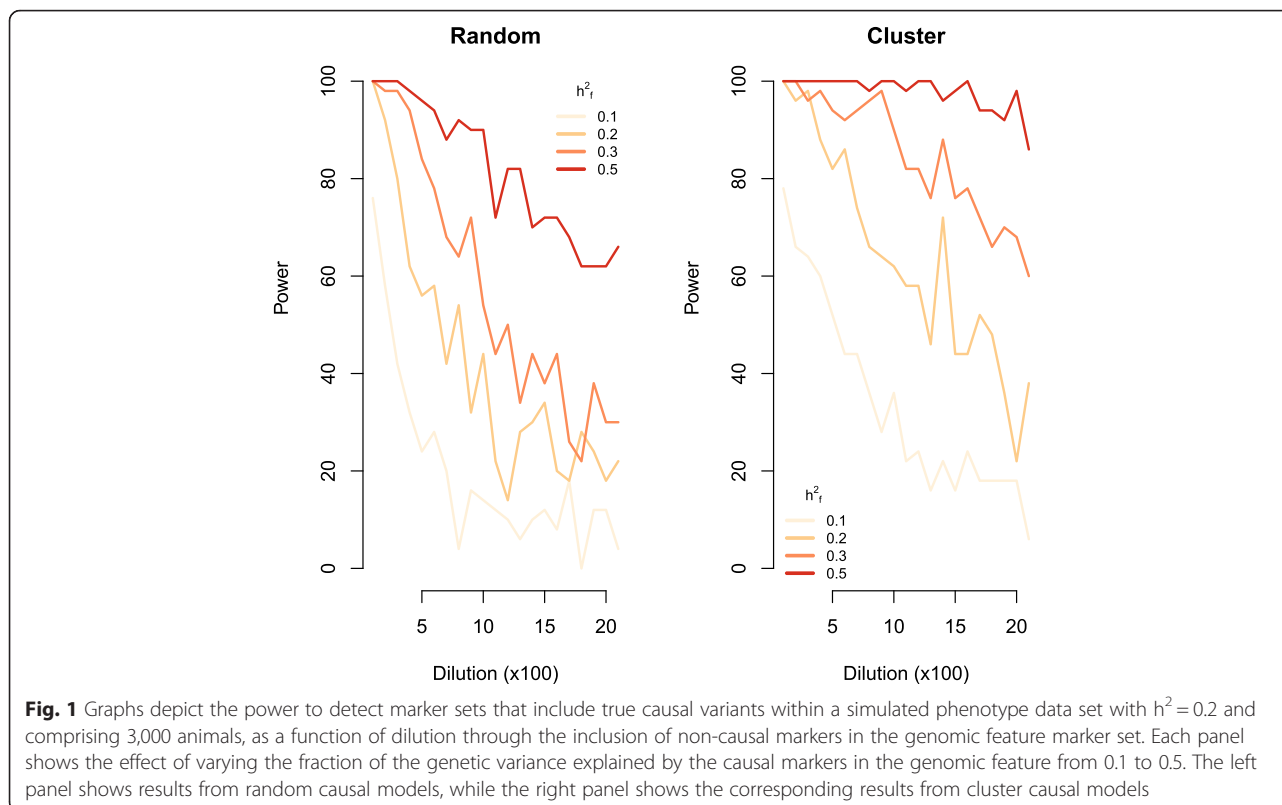 Random
Cluster
h²f
0.1
0.2
0.3
0.5
100
80
60
40
20
0
Power
5 10 15 20
Dilution (x100)
100
80
60
40
20
0
Power
h²f
0.1
0.2
0.3
0.5
5 10 15 20
Dilution (x100)
Fig. 1 Graphs depict the power to detect marker sets that include true causal variants within a simulated phenotype data set with h² = 0.2 and
comprising 3,000 animals, as a function of dilution through the inclusion of non-causal markers in the genomic feature marker set. Each panel
shows the effect of varying the fraction of the genetic variance explained by the causal markers in the genomic feature from 0.1 to 0.5. The left
panel shows results from random causal models, while the right panel shows the corresponding results from cluster causal models